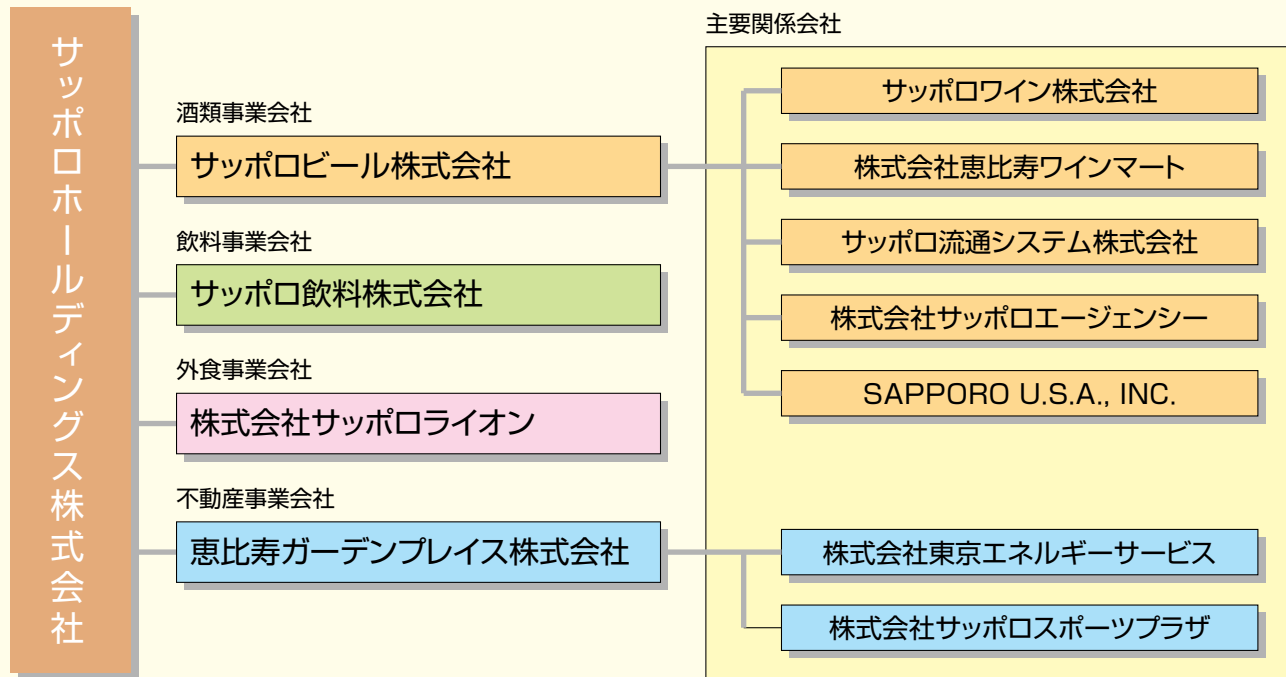 サッポロホールディングス株式会社
主要関係会社
酒類事業会社
サッポロビール株式会社
サッポロワイン株式会社
株式会社恵比寿ワインマート
サッポロ流通システム株式会社
株式会社サッポロエージェンシー
SAPPORO U.S.A., INC.
飲料事業会社
サッポロ飲料株式会社
外食事業会社
株式会社サッポロライオン
不動産事業会社
恵比寿ガーデンプレイス株式会社
株式会社東京エネルギーサービス
株式会社サッポロスポーツプラザ